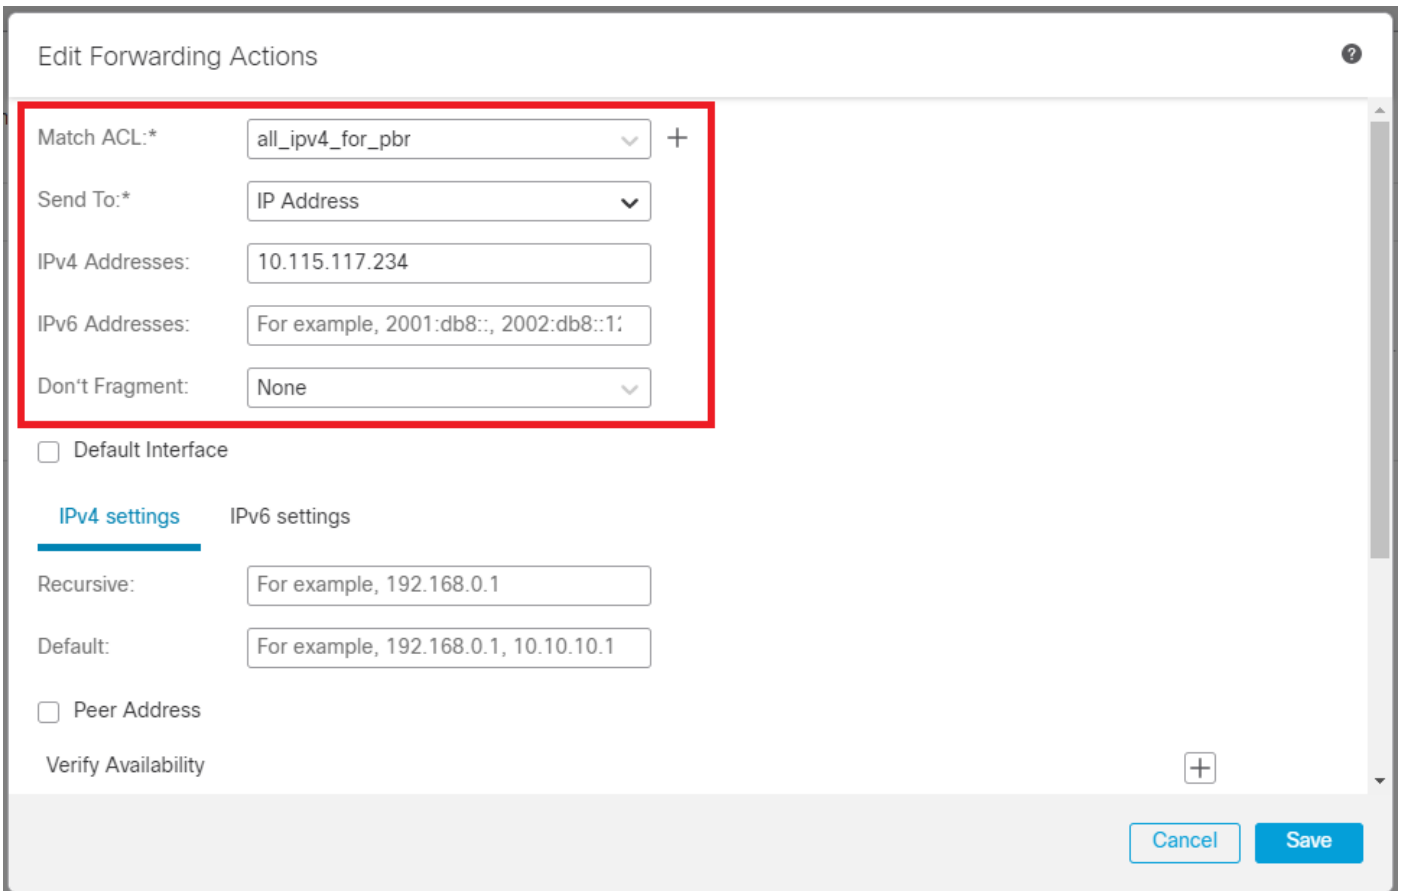 Edit Forwarding Actions
Match ACL:* all_ipv4_for_pbr
Send To:* IP Address
IPv4 Addresses: 10.115.117.234
IPv6 Addresses: For example, 2001:db8::, 2002:db8::12
Don't Fragment: None
Default Interface
IPv4 settings IPv6 settings
Recursive: For example, 192.168.0.1
Default: For example, 192.168.0.1, 10.10.10.1
Peer Address
Verify Availability
Cancel Save